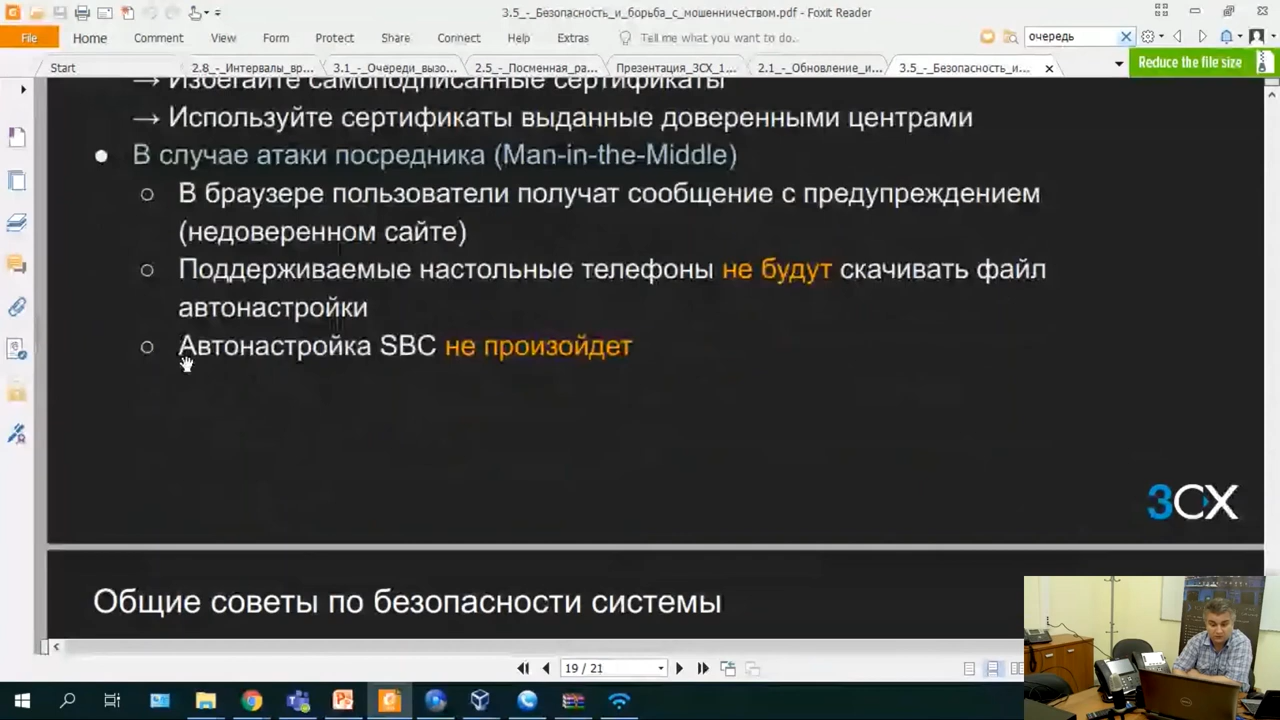 3.5_-_Безопасность_и_борьба_с_мошенничеством.pdf - Foxit Reader
File Home Comment View Form Protect Share Connect Help Extras Tell me what you want to do.. очередь
Start 2.8_-_Интервалы_вр... 3.1_-_Очереди_вызо... 2.5_-_Посменная_ра... Презентация_3CX_1... 2.1_-_Обновление_и... 3.5_-_Безопасность_и... Reduce the file size
→ Избегайте самоподписанные сертификаты
→ Используйте сертификаты выданные доверенными центрами
● В случае атаки посредника (Man-in-the-Middle)
○ В браузере пользователи получат сообщение с предупреждением
(недоверенном сайте)
○ Поддерживаемые настольные телефоны не будут скачивать файл
автонастройки
○ Автонастройка SBC не произойдет
3CX
Общие советы по безопасности системы
19 / 21